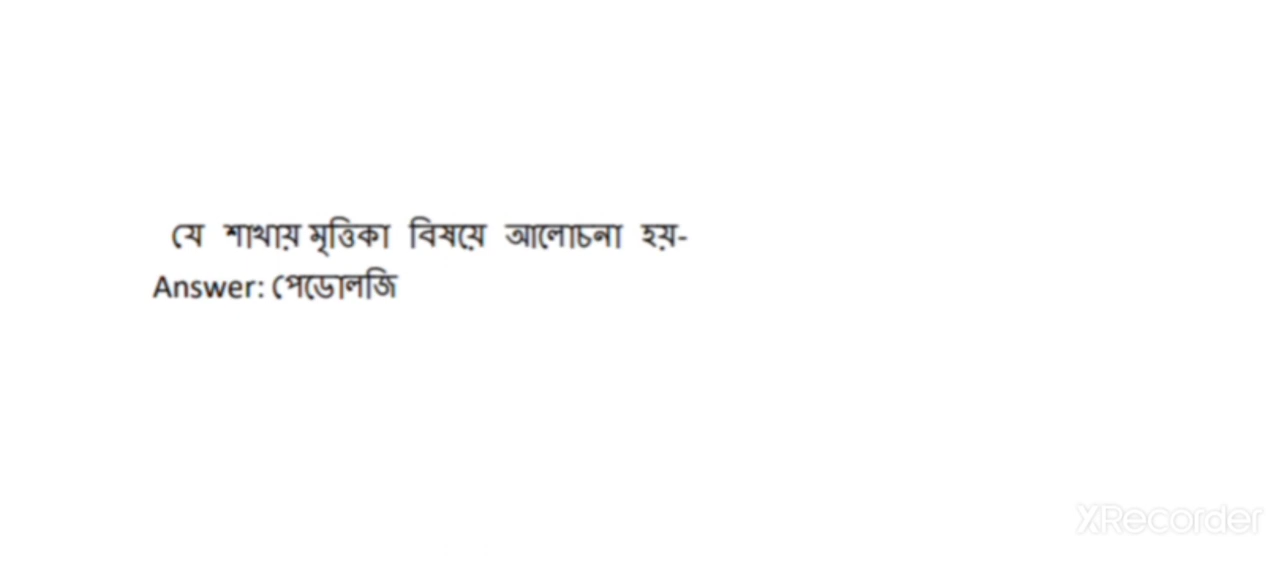 যে শাখায় মৃত্তিকা বিষয়ে আলোচনা হয়-
Answer: পেডোলজি
XRecorder